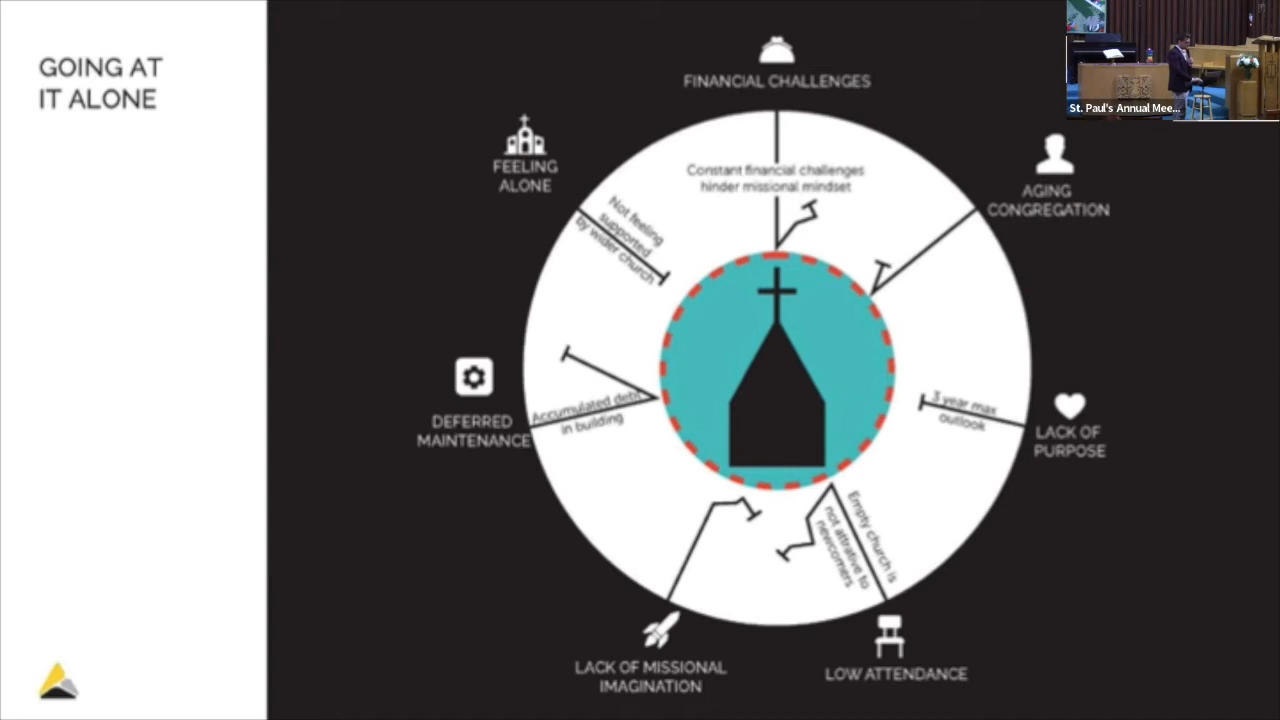 GOING AT
IT ALONE
FINANCIAL CHALLENGES
St. Paul's Annual Mee...
FEELING
ALONE
AGING
CONGREGATION
Constant financial challenges
hinder missional mindset
Not feeling
supported
by wider church
DEFERRED
MAINTENANCE
Accumulated debt
in building
3 year max
outlook
LACK OF
PURPOSE
Empty church is
not attrative to
newcomers
LACK OF MISSIONAL
IMAGINATION
LOW ATTENDANCE